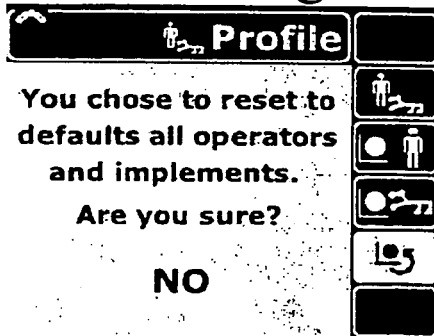 Profile
You chose to reset to
defaults all operators
and implements.
Are you sure?
NO